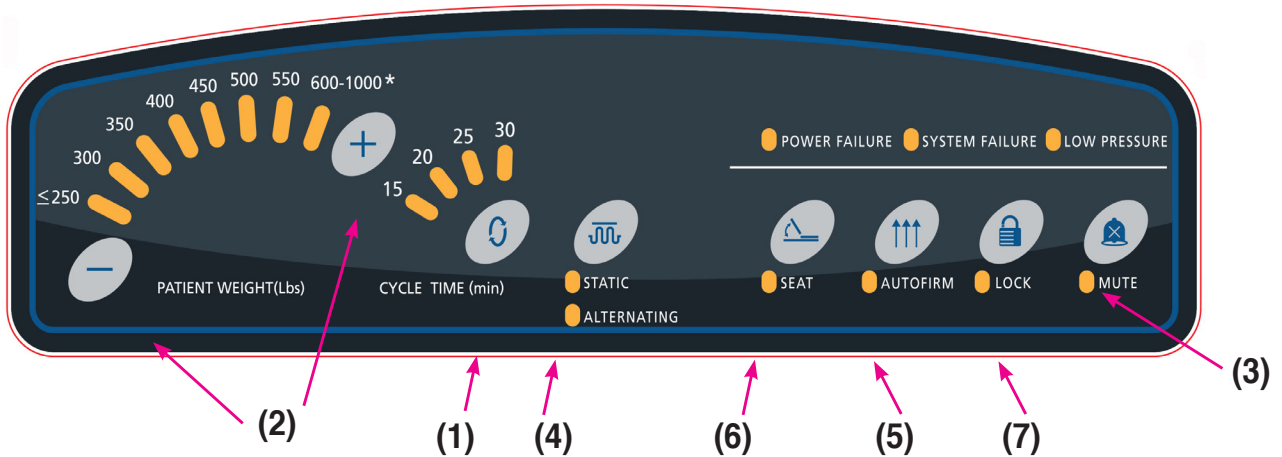 450 500 550 600-1000*
400
350
300
≤250
+
25 30
20
15
POWER FAILURE SYSTEM FAILURE LOW PRESSURE
−
PATIENT WEIGHT(Lbs) CYCLE TIME (min)
STATIC SEAT AUTOFIRM LOCK MUTE
ALTERNATING
(2) (1) (4) (6) (5) (7) (3)